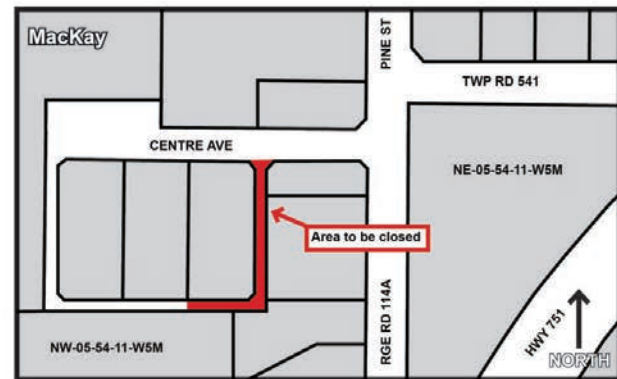 MacKay
PINE ST
TWP RD 541
CENTRE AVE
NE-05-54-11-W5M
Area to be closed
RGE RD 114A
HWY 751
NW-05-54-11-W5M
NORTH